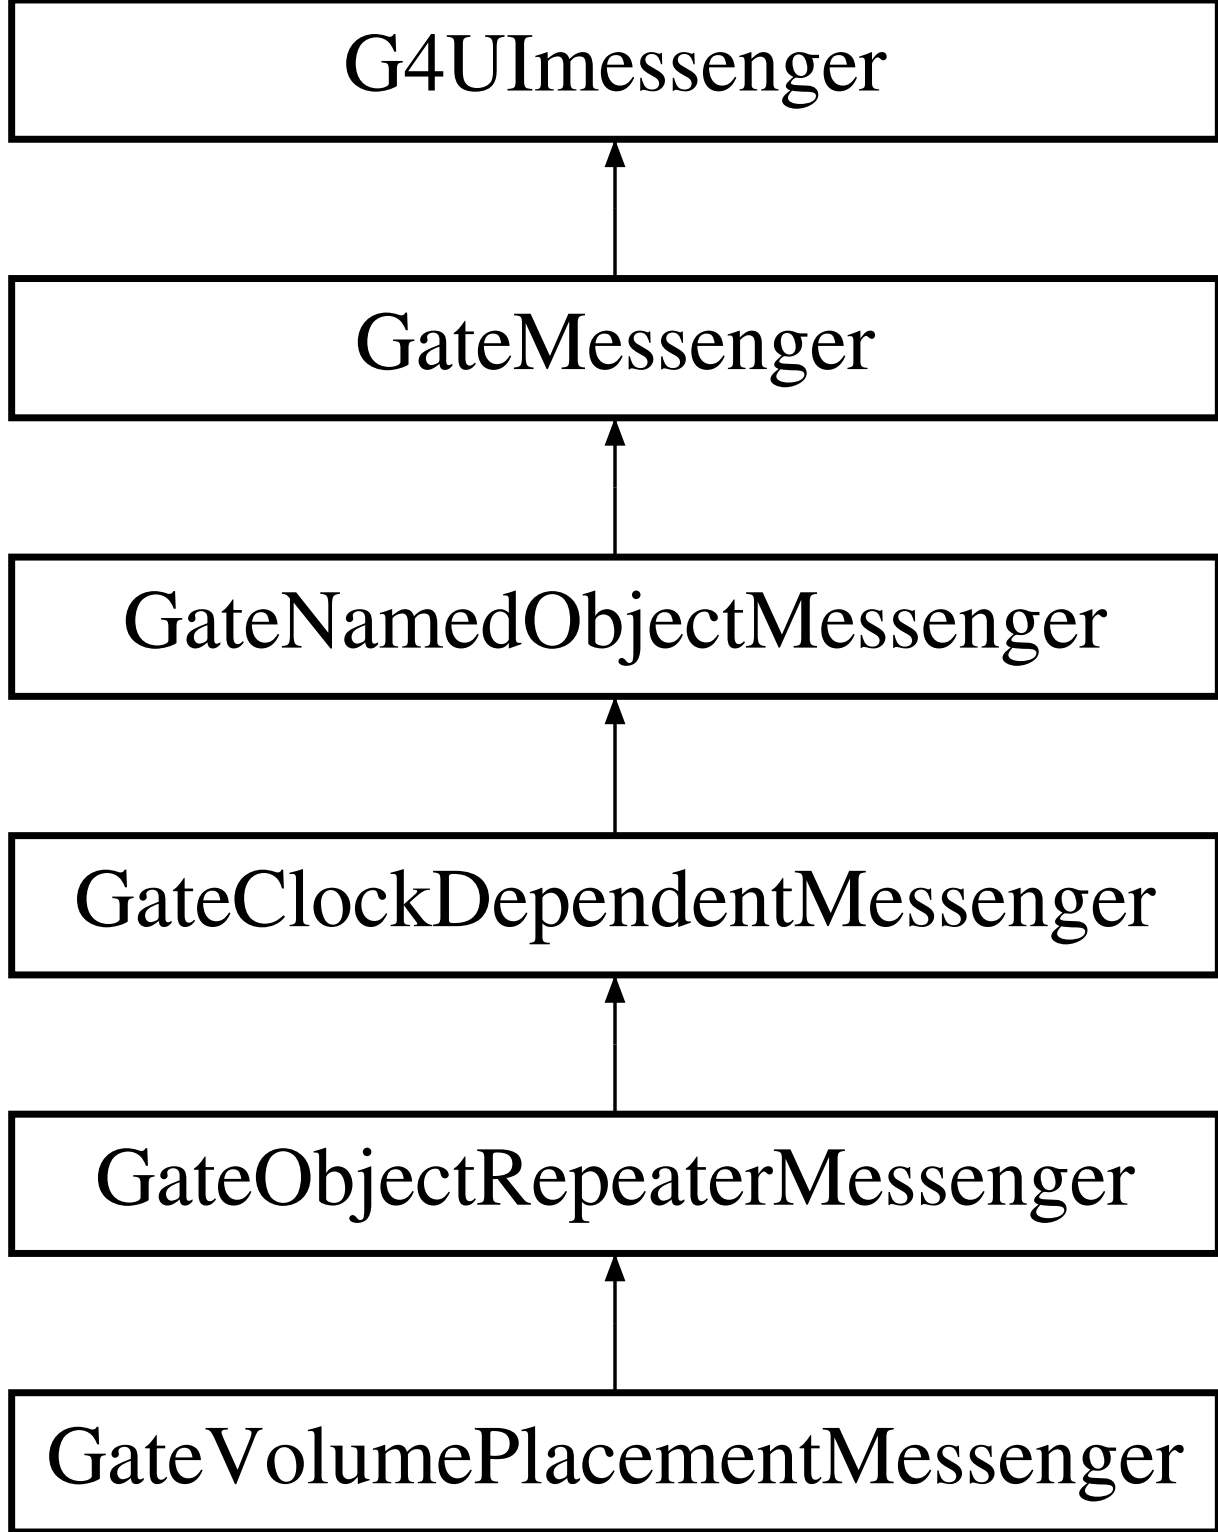 G4UImessenger
GateMessenger
GateNamedObjectMessenger
GateClockDependentMessenger
GateObjectRepeaterMessenger
GateVolumePlacementMessenger